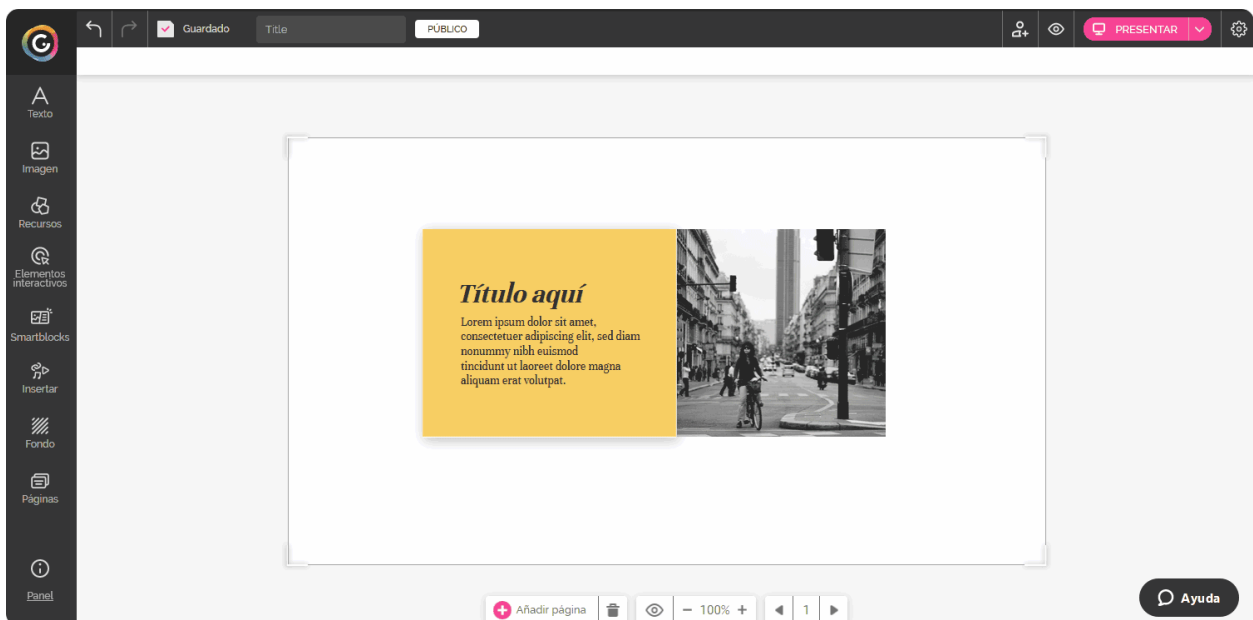 Guardado
Title
PÚBLICO
PRESENTAR
Texto
Imagen
Recursos
Elementos
interactivos
Smartblocks
Insertar
Fondo
Páginas
Panel
Título aquí
Lorem ipsum dolor sit amet,
consectetuer adipiscing elit, sed diam
nonummy nibh euismod
tincidunt ut laoreet dolore magna
aliquam erat volutpat.
Añadir página
100%
1
Ayuda